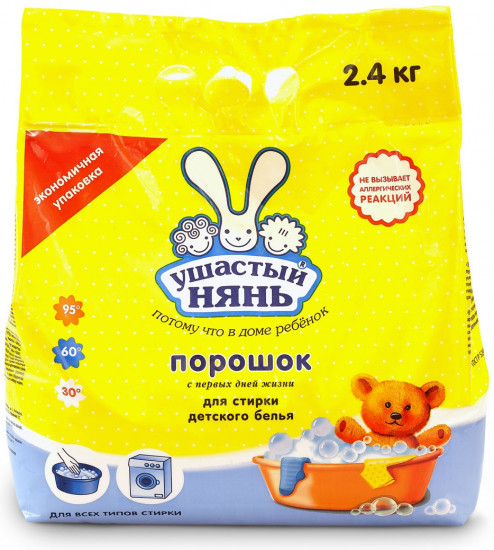 2.4 кг
экономичная
упаковка
НЕ ВЫЗЫВАЕТ
АЛЛЕРГИЧЕСКИХ
РЕАКЦИЙ
УШАСТЫЙ
НЯНЬ®
потому что в доме ребёнок
95°
60°
30°
порошок
с первых дней жизни
для стирки
детского белья
ДЛЯ ВСЕХ ТИПОВ СТИРКИ